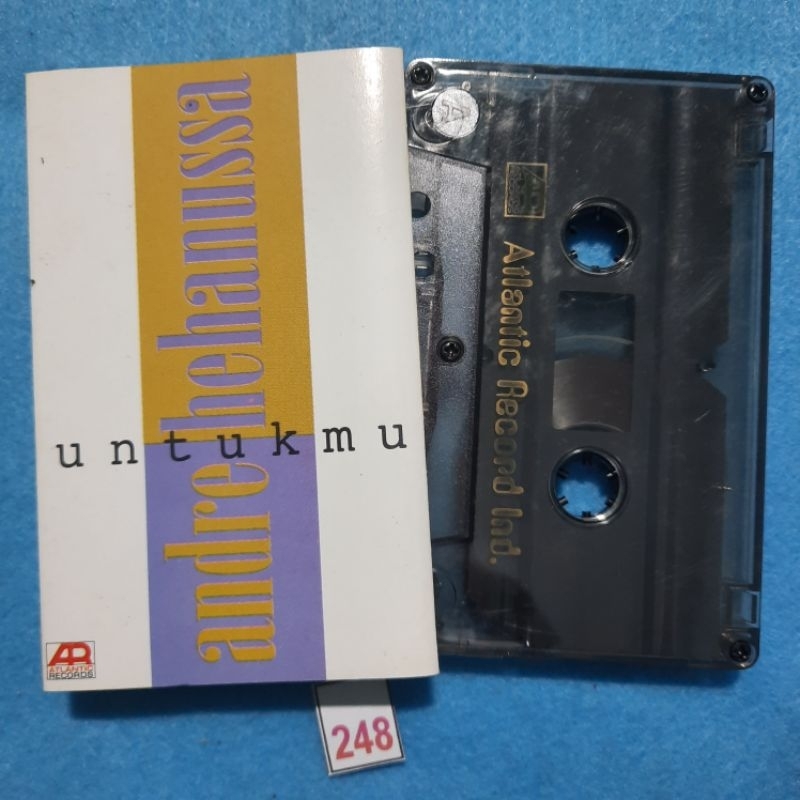 andre hehanussa
untukmu
AR
ATLANTIC
RECORDS
A
Atlantic Record Ind.
248